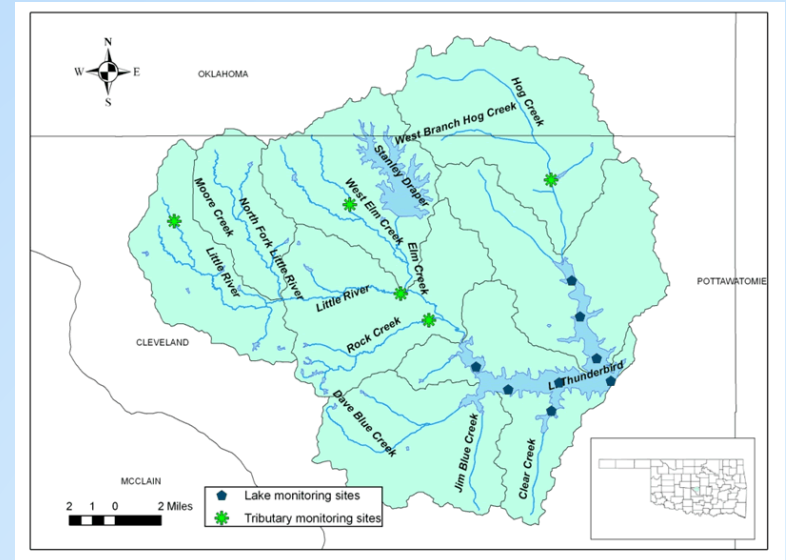 N
W E
S
OKLAHOMA
Hog Creek
West Branch Hog Creek
Stanley Draper
Moore Creek
North Fork Little River
West Elm Creek
Elm Creek
Little River
Little River
POTTAWATOMIE
Rock Creek
CLEVELAND
L. Thunderbird
Dave Blue Creek
Jim Blue Creek
Clear Creek
MCCLAIN
2 1 0 2 Miles
Lake monitoring sites
Tributary monitoring sites